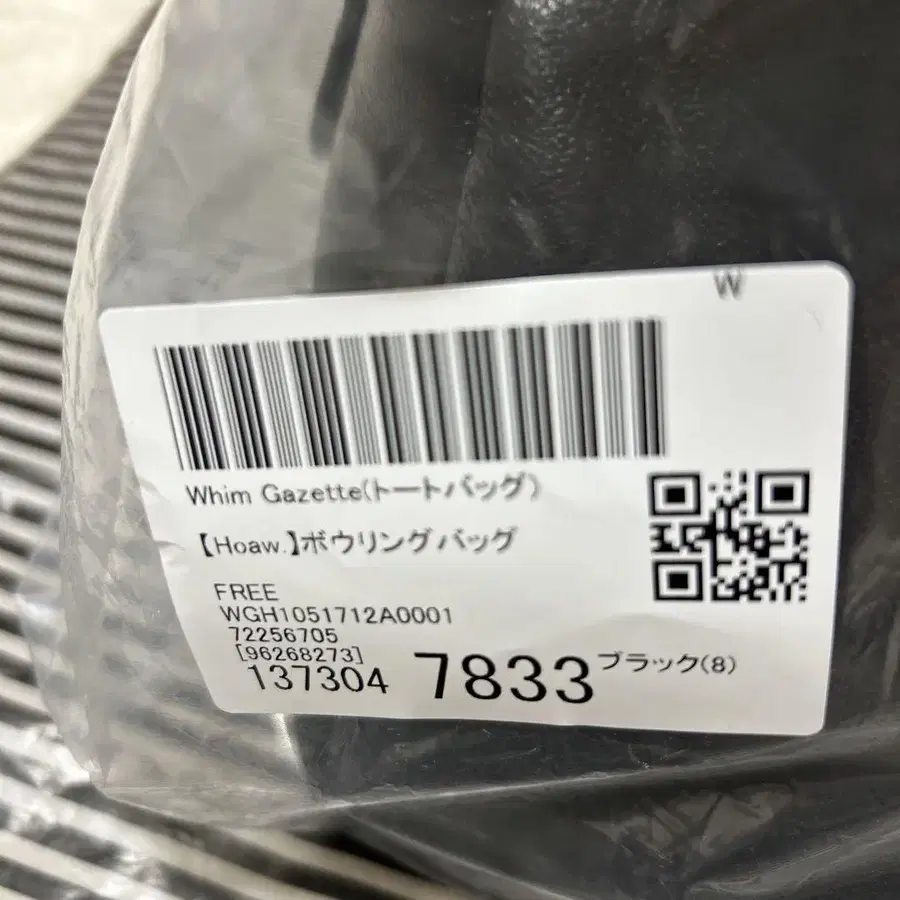 W
Whim Gazette(トートバッグ)
【Hoaw.】ボウリングバッグ
FREE
WGH1051712A0001
72256705
[96268273]
137304 7833 ブラック(8)